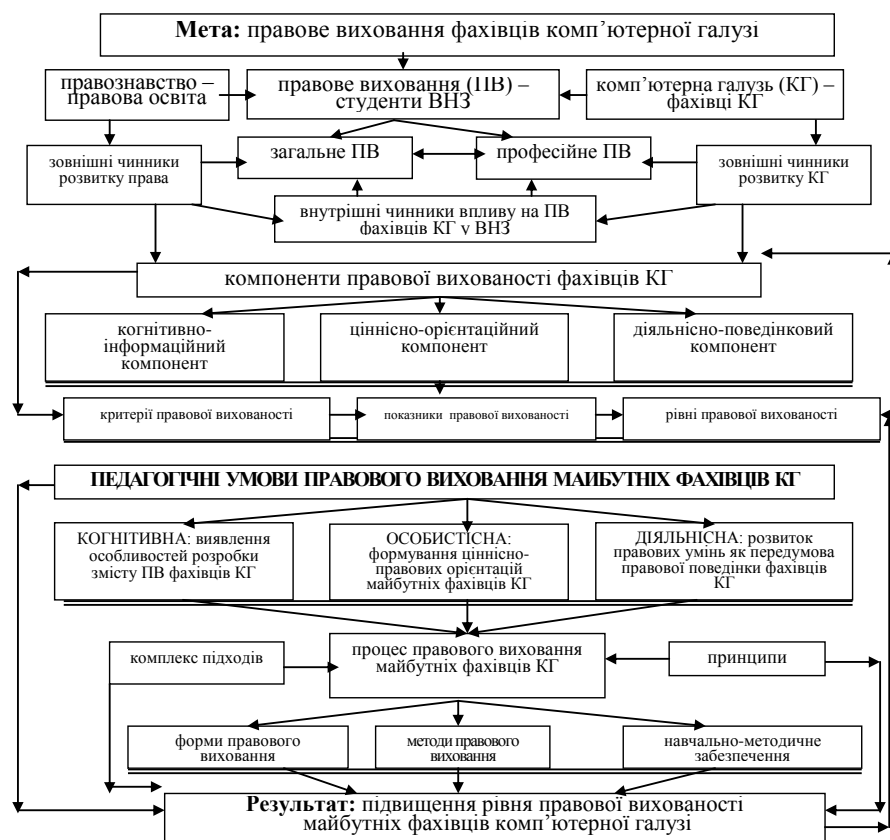 Мета: правове виховання фахівців комп’ютерної галузі
правознавство –
правова освіта
правове виховання (ПВ) –
студенти ВНЗ
комп’ютерна галузь (КГ) –
фахівці КГ
зовнішні чинники
розвитку права
загальне ПВ
професійне ПВ
зовнішні чинники
розвитку КГ
внутрішні чинники впливу на ПВ
фахівців КГ у ВНЗ
компоненти правової вихованості фахівців КГ
когнітивно-
інформаційний
компонент
ціннісно-орієнтаційний
компонент
діяльнісно-поведінковий
компонент
критерії правової вихованості
показники правової вихованості
рівні правової вихованості
ПЕДАГОГІЧНІ УМОВИ ПРАВОВОГО ВИХОВАННЯ МАЙБУТНІХ ФАХІВЦІВ КГ
КОГНІТИВНА: виявлення
особливостей розробки
змісту ПВ фахівців КГ
ОСОБИСТІСНА:
формування ціннісно-
правових орієнтацій
майбутніх фахівців КГ
ДІЯЛЬНІСНА: розвиток
правових умінь як передумова
правової поведінки фахівців
КГ
комплекс підходів
процес правового виховання
майбутніх фахівців КГ
принципи
форми правового
виховання
методи правового
виховання
навчально-методичне
забезпечення
Результат: підвищення рівня правової вихованості
майбутніх фахівців комп’ютерної галузі